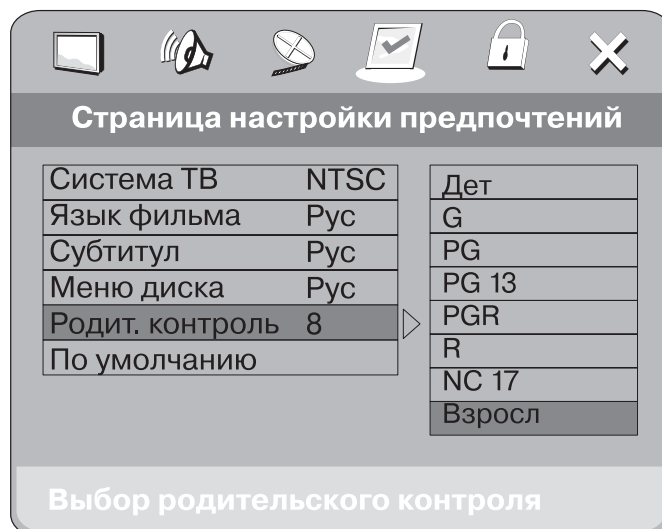 Страница настройки предпочтений
Система ТВ NTSC
Язык фильма Рус
Субтитул Рус
Меню диска Рус
Родит. контроль 8
По умолчанию
Дет
G
PG
PG 13
PGR
R
NC 17
Взросл
Выбор родительского контроля